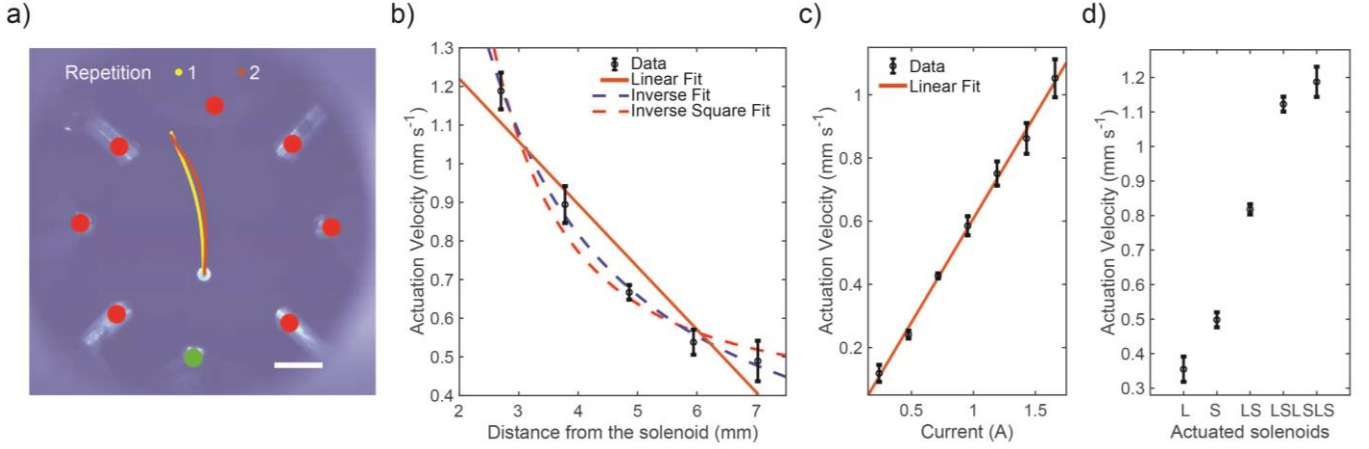 a)
Repetition 1 2
b)
Actuation Velocity (mm s⁻¹)
1.3
1.2
1.1
1
0.9
0.8
0.7
0.6
0.5
0.4
2 3 4 5 6 7
Distance from the solenoid (mm)
Data
Linear Fit
Inverse Fit
Inverse Square Fit
c)
Actuation Velocity (mm s⁻¹)
1
0.8
0.6
0.4
0.2
0.5 1 1.5
Current (A)
Data
Linear Fit
d)
Actuation Velocity (mm s⁻¹)
1.2
1.1
1
0.9
0.8
0.7
0.6
0.5
0.4
0.3
L S LS LSL SLS
Actuated solenoids